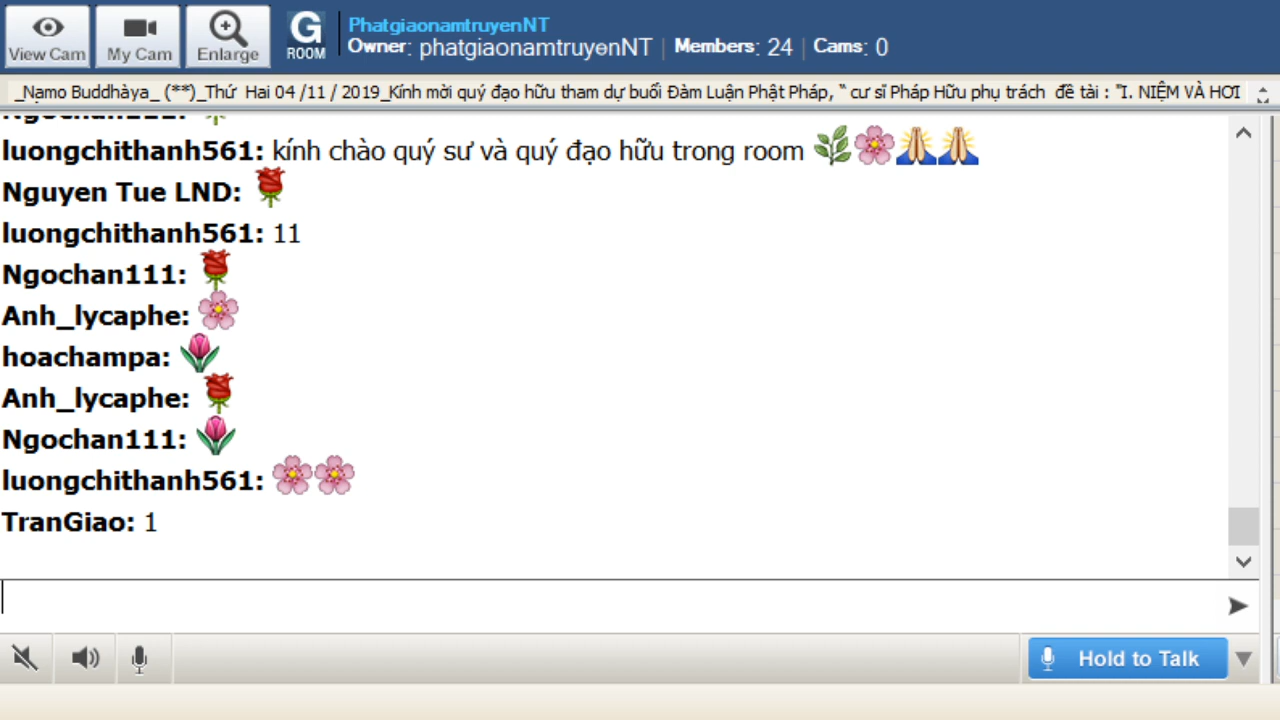 View Cam
My Cam
Enlarge
G
ROOM
PhatgiaonamtruyenNT
Owner: phatgiaonamtruyenNT | Members: 24 | Cams: 0
_Nạmo Buddhàya_ (**)_Thứ Hai 04 /11 / 2019_Kính mời quý đạo hữu tham dự buổi Đàm Luận Phật Pháp, “ cư sĩ Pháp Hữu phụ trách đề tài : "I. NIỆM VÀ HƠI
Ngochan111: 🌹
luongchithanh561: kính chào quý sư và quý đạo hữu trong room 🌿🌸🙏🙏
Nguyen Tue LND: 🌹
luongchithanh561: 11
Ngochan111: 🌹
Anh_lycaphe: 🌸
hoachampa: 🌷
Anh_lycaphe: 🌹
Ngochan111: 🌷
luongchithanh561: 🌸🌸
TranGiao: 1
Hold to Talk